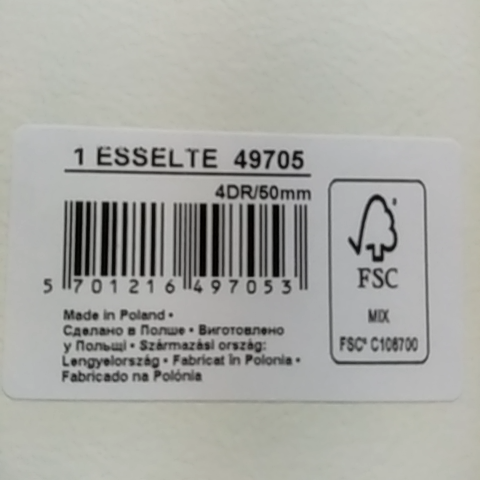 1 ESSELTE 49705
4DR/50mm
5 701216 497053
FSC
MIX
FSC® C108700
Made in Poland •
Сделано в Польше • Виготовлено
у Польщі • Származási ország:
Lengyelország • Fabricat în Polonia •
Fabricado na Polónia